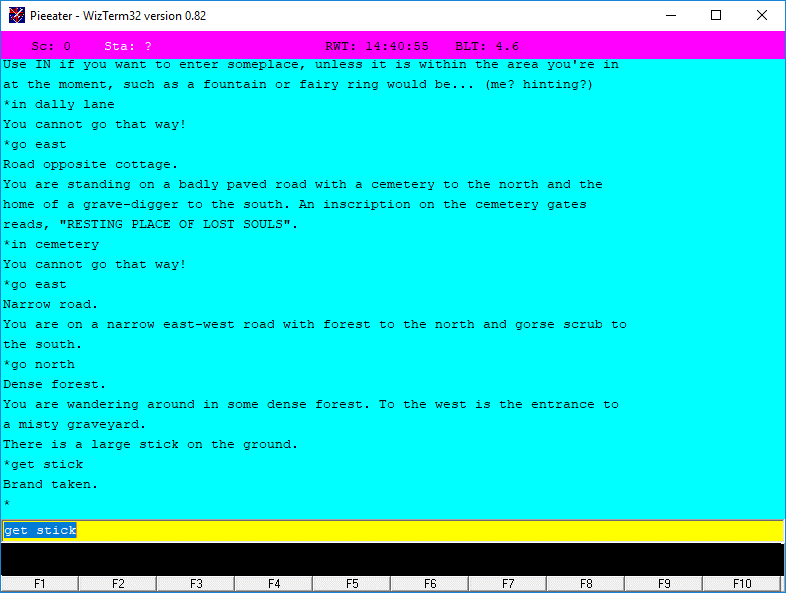 Pieeater - WizTerm32 version 0.82
Sc: 0 Sta: ? RWT: 14:40:55 BLT: 4.6
Use IN if you want to enter someplace, unless it is within the area you're in
at the moment, such as a fountain or fairy ring would be... (me? hinting?)
*in dally lane
You cannot go that way!
*go east
Road opposite cottage.
You are standing on a badly paved road with a cemetery to the north and the
home of a grave-digger to the south. An inscription on the cemetery gates
reads, "RESTING PLACE OF LOST SOULS".
*in cemetery
You cannot go that way!
*go east
Narrow road.
You are on a narrow east-west road with forest to the north and gorse scrub to
the south.
*go north
Dense forest.
You are wandering around in some dense forest. To the west is the entrance to
a misty graveyard.
There is a large stick on the ground.
*get stick
Brand taken.
*
get stick
F1 F2 F3 F4 F5 F6 F7 F8 F9 F10